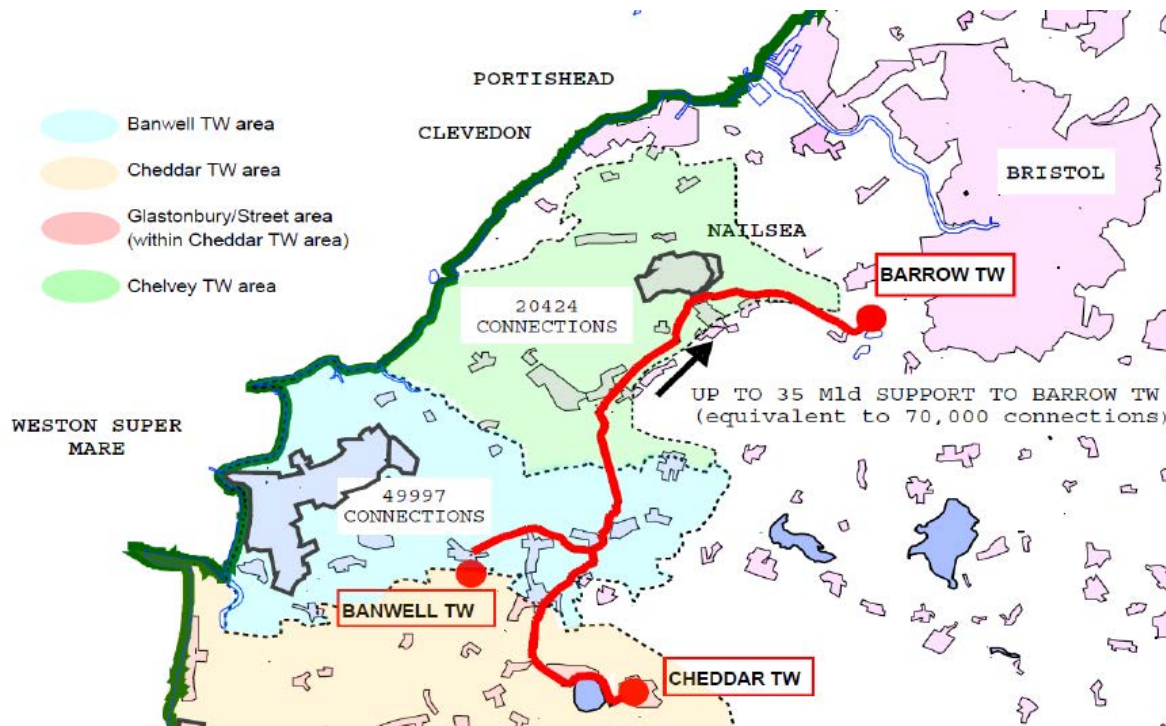 PORTISHEAD
CLEVEDON
Banwell TW area
Cheddar TW area
Glastonbury/Street area
(within Cheddar TW area)
Chelvey TW area
BRISTOL
NAILSEA
BARROW TW
20424
CONNECTIONS
UP TO 35 Mld SUPPORT TO BARROW TW
(equivalent to 70,000 connections)
WESTON SUPER
MARE
49997
CONNECTIONS
BANWELL TW
CHEDDAR TW